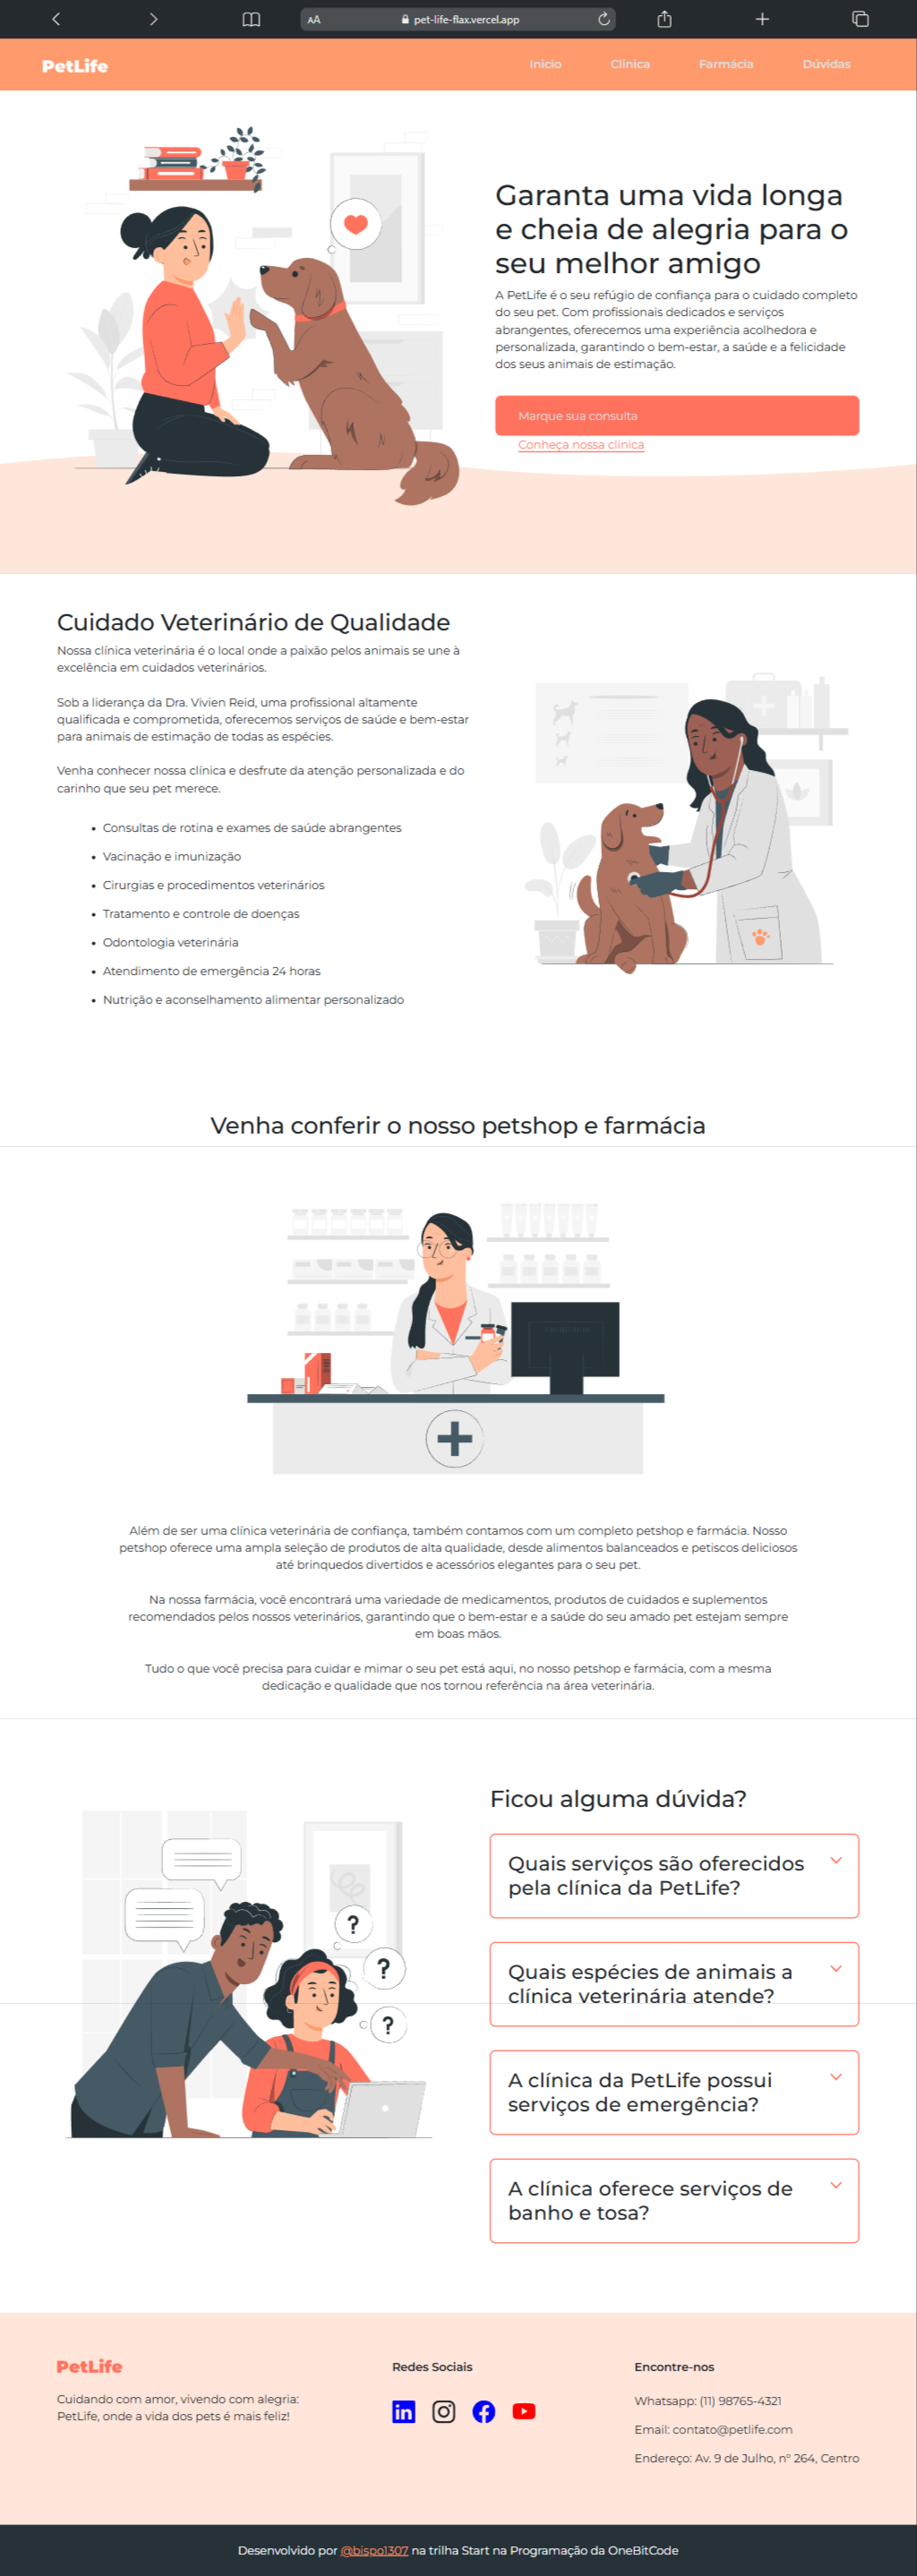 AA pet-life-flax.vercel.app
PetLife Inicio Clinica Farmácia Dúvidas
Garanta uma vida longa
e cheia de alegria para o
seu melhor amigo
A PetLife é o seu refúgio de confiança para o cuidado completo
do seu pet. Com profissionais dedicados e serviços
abrangentes, oferecemos uma experiência acolhedora e
personalizada, garantindo o bem-estar, a saúde e a felicidade
dos seus animais de estimação.
Marque sua consulta
Conheça nossa clinica
Cuidado Veterinário de Qualidade
Nossa clínica veterinária é o local onde a paixão pelos animais se une à
excelência em cuidados veterinários.
Sob a liderança da Dra. Vivien Reid, uma profissional altamente
qualificada e comprometida, oferecemos serviços de saúde e bem-estar
para animais de estimação de todas as espécies.
Venha conhecer nossa clínica e desfrute da atenção personalizada e do
carinho que seu pet merece.
• Consultas de rotina e exames de saúde abrangentes
• Vacinação e imunização
• Cirurgias e procedimentos veterinários
• Tratamento e controle de doenças
• Odontologia veterinária
• Atendimento de emergência 24 horas
• Nutrição e aconselhamento alimentar personalizado
Venha conferir o nosso petshop e farmácia
Além de ser uma clínica veterinária de confiança, também contamos com um completo petshop e farmácia. Nosso
petshop oferece uma ampla seleção de produtos de alta qualidade, desde alimentos balanceados e petiscos deliciosos
até brinquedos divertidos e acessórios elegantes para o seu pet.
Na nossa farmácia, você encontrará uma variedade de medicamentos, produtos de cuidados e suplementos
recomendados pelos nossos veterinários, garantindo que o bem-estar e a saúde do seu amado pet estejam sempre
em boas mãos.
Tudo o que você precisa para cuidar e mimar o seu pet está aqui, no nosso petshop e farmácia, com a mesma
dedicação e qualidade que nos tornou referência na área veterinária.
? ? ?
Ficou alguma dúvida?
Quais serviços são oferecidos
pela clínica da PetLife?
Quais espécies de animais a
clínica veterinária atende?
A clínica da PetLife possui
serviços de emergência?
A clínica oferece serviços de
banho e tosa?
PetLife
Cuidando com amor, vivendo com alegria:
PetLife, onde a vida dos pets é mais feliz!
Redes Sociais
in
Encontre-nos
Whatsapp: (11) 98765-4321
Email: contato@petlife.com
Endereço: Av. 9 de Julho, n° 264, Centro
Desenvolvido por @bispo1307 na trilha Start na Programação da OneBitCode